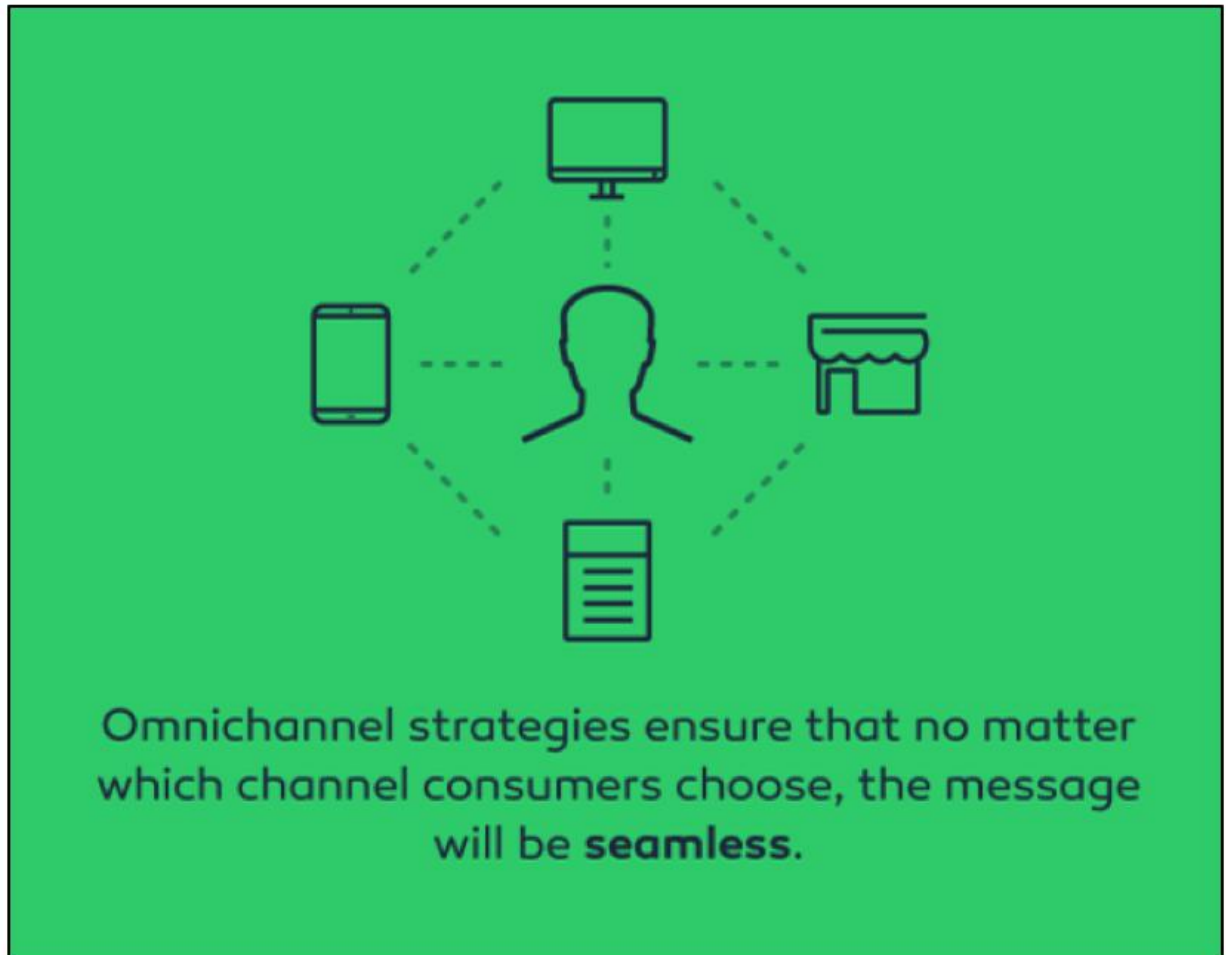 Omnichannel strategies ensure that no matter
which channel consumers choose, the message
will be seamless.